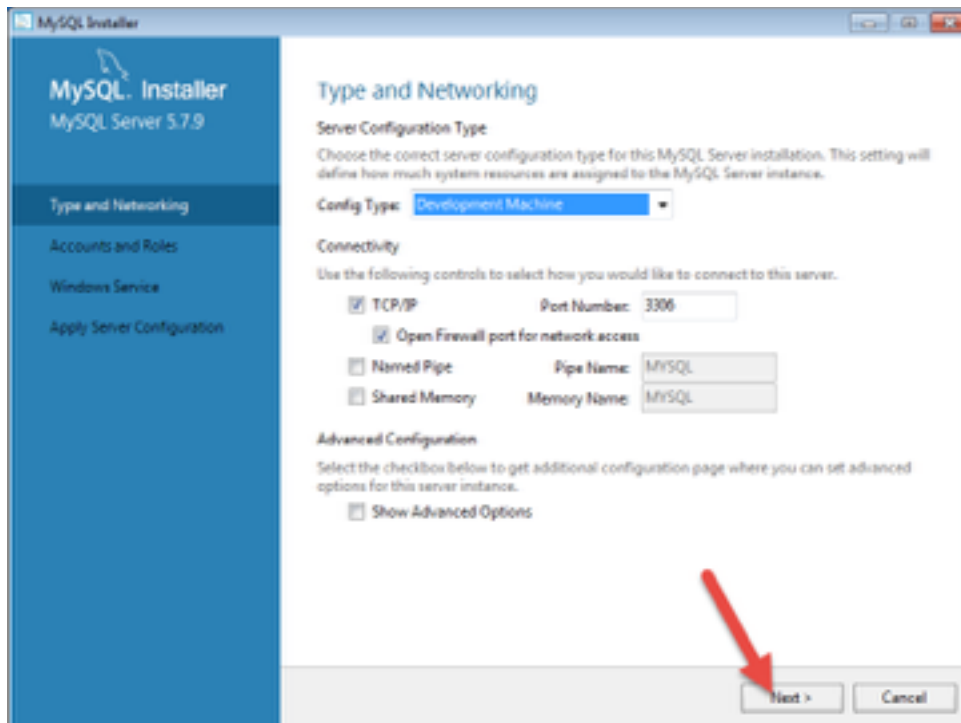 MySQL Installer
MySQL. Installer
MySQL Server 5.7.9
Type and Networking
Accounts and Roles
Windows Service
Apply Server Configuration
Type and Networking
Server Configuration Type
Choose the correct server configuration type for this MySQL Server installation. This setting will
define how much system resources are assigned to the MySQL Server instance.
Config Type: Development Machine
Connectivity
Use the following controls to select how you would like to connect to this server.
TCP/IP Port Number: 3306
Open Firewall port for network access
Named Pipe Pipe Name: MYSQL
Shared Memory Memory Name: MYSQL
Advanced Configuration
Select the checkbox below to get additional configuration page where you can set advanced
options for this server instance.
Show Advanced Options
Next > Cancel